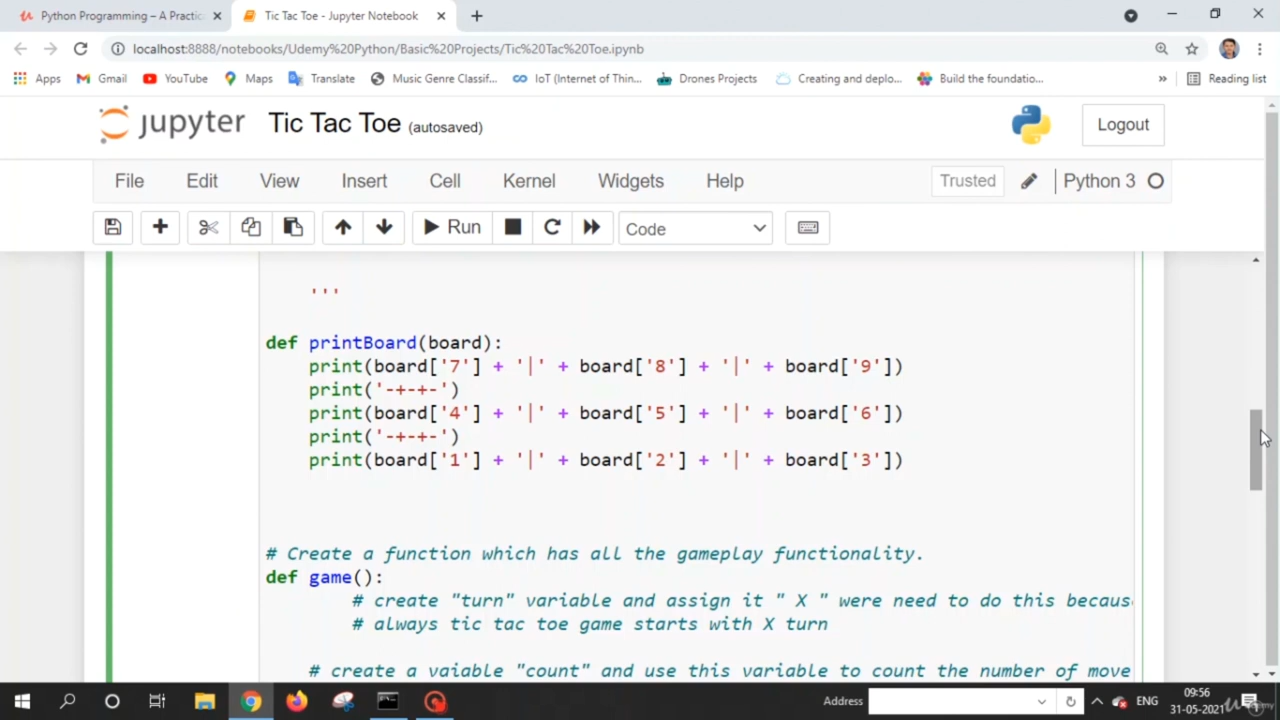 Python Programming – A Practic
Tic Tac Toe - Jupyter Notebook
localhost:8888/notebooks/Udemy%20Python/Basic%20Projects/Tic%20Tac%20Toe.ipynb
Apps Gmail YouTube Maps Translate Music Genre Classif... IoT (Internet of Thin... Drones Projects Creating and deplo... Build the foundatio... » Reading list
jupyter Tic Tac Toe (autosaved) Logout
File Edit View Insert Cell Kernel Widgets Help Trusted Python 3
Run Code
'''
def printBoard(board):
print(board['7'] + '|' + board['8'] + '|' + board['9'])
print('-+-+-')
print(board['4'] + '|' + board['5'] + '|' + board['6'])
print('-+-+-')
print(board['1'] + '|' + board['2'] + '|' + board['3'])
# Create a function which has all the gameplay functionality.
def game():
# create "turn" variable and assign it " X " were need to do this becaus
# always tic tac toe game starts with X turn
# create a vaiable "count" and use this variable to count the number of move
Address ENG 09:56
31-05-2021